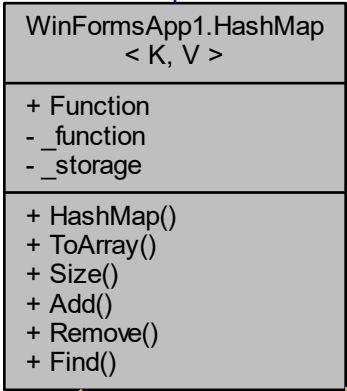 WinFormsApp1.HashMap
< K, V >
+ Function
- _function
- _storage
+ HashMap()
+ ToArray()
+ Size()
+ Add()
+ Remove()
+ Find()